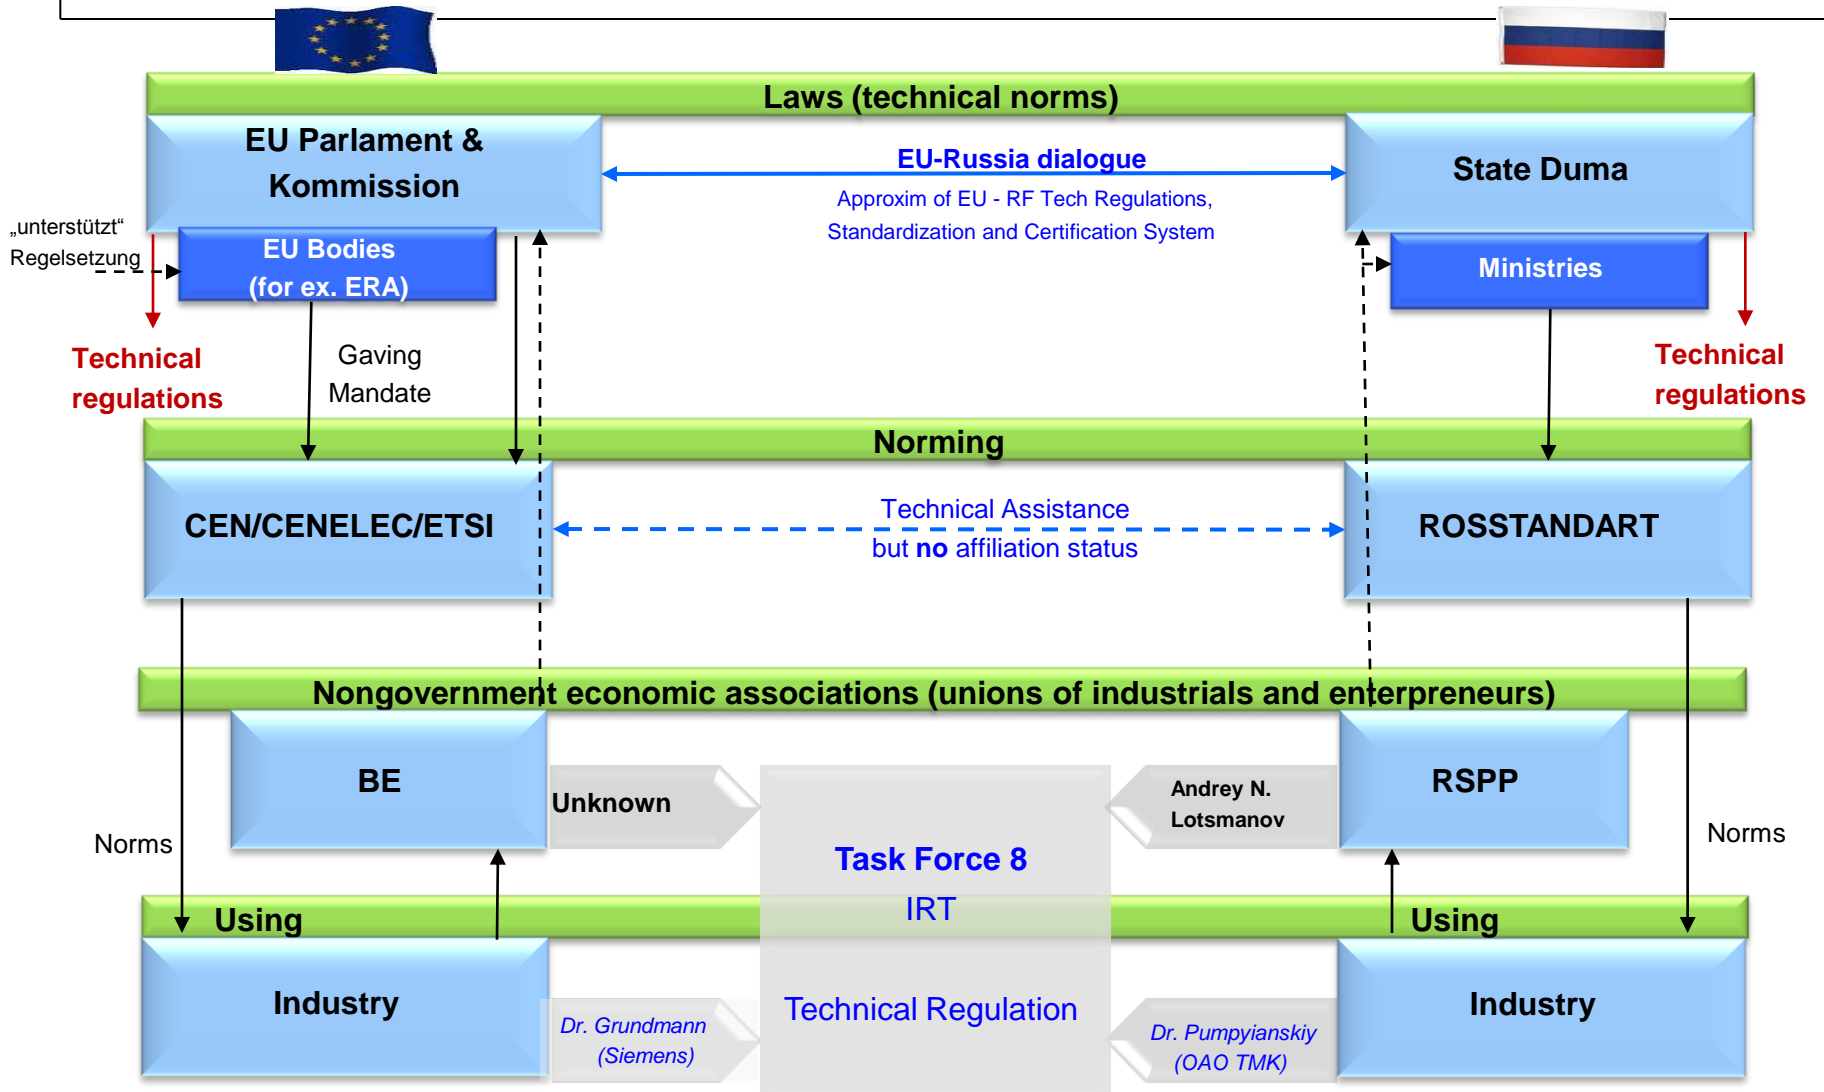 Laws (technical norms)
EU Parlament &
Kommission
EU-Russia dialogue
Approxim of EU - RF Tech Regulations,
Standardization and Certification System
State Duma
„unterstützt“
Regelsetzung
EU Bodies
(for ex. ERA)
Ministries
Technical
regulations
Gaving
Mandate
Technical
regulations
Norming
CEN/CENELEC/ETSI
Technical Assistance
but no affiliation status
ROSSTANDART
Nongovernment economic associations (unions of industrials and enterpreneurs)
BE
Unknown
Andrey N.
Lotsmanov
RSPP
Norms
Norms
Task Force 8
IRT
Technical Regulation
Using
Using
Industry
Dr. Grundmann
(Siemens)
Dr. Pumpyianskiy
(OAO TMK)
Industry